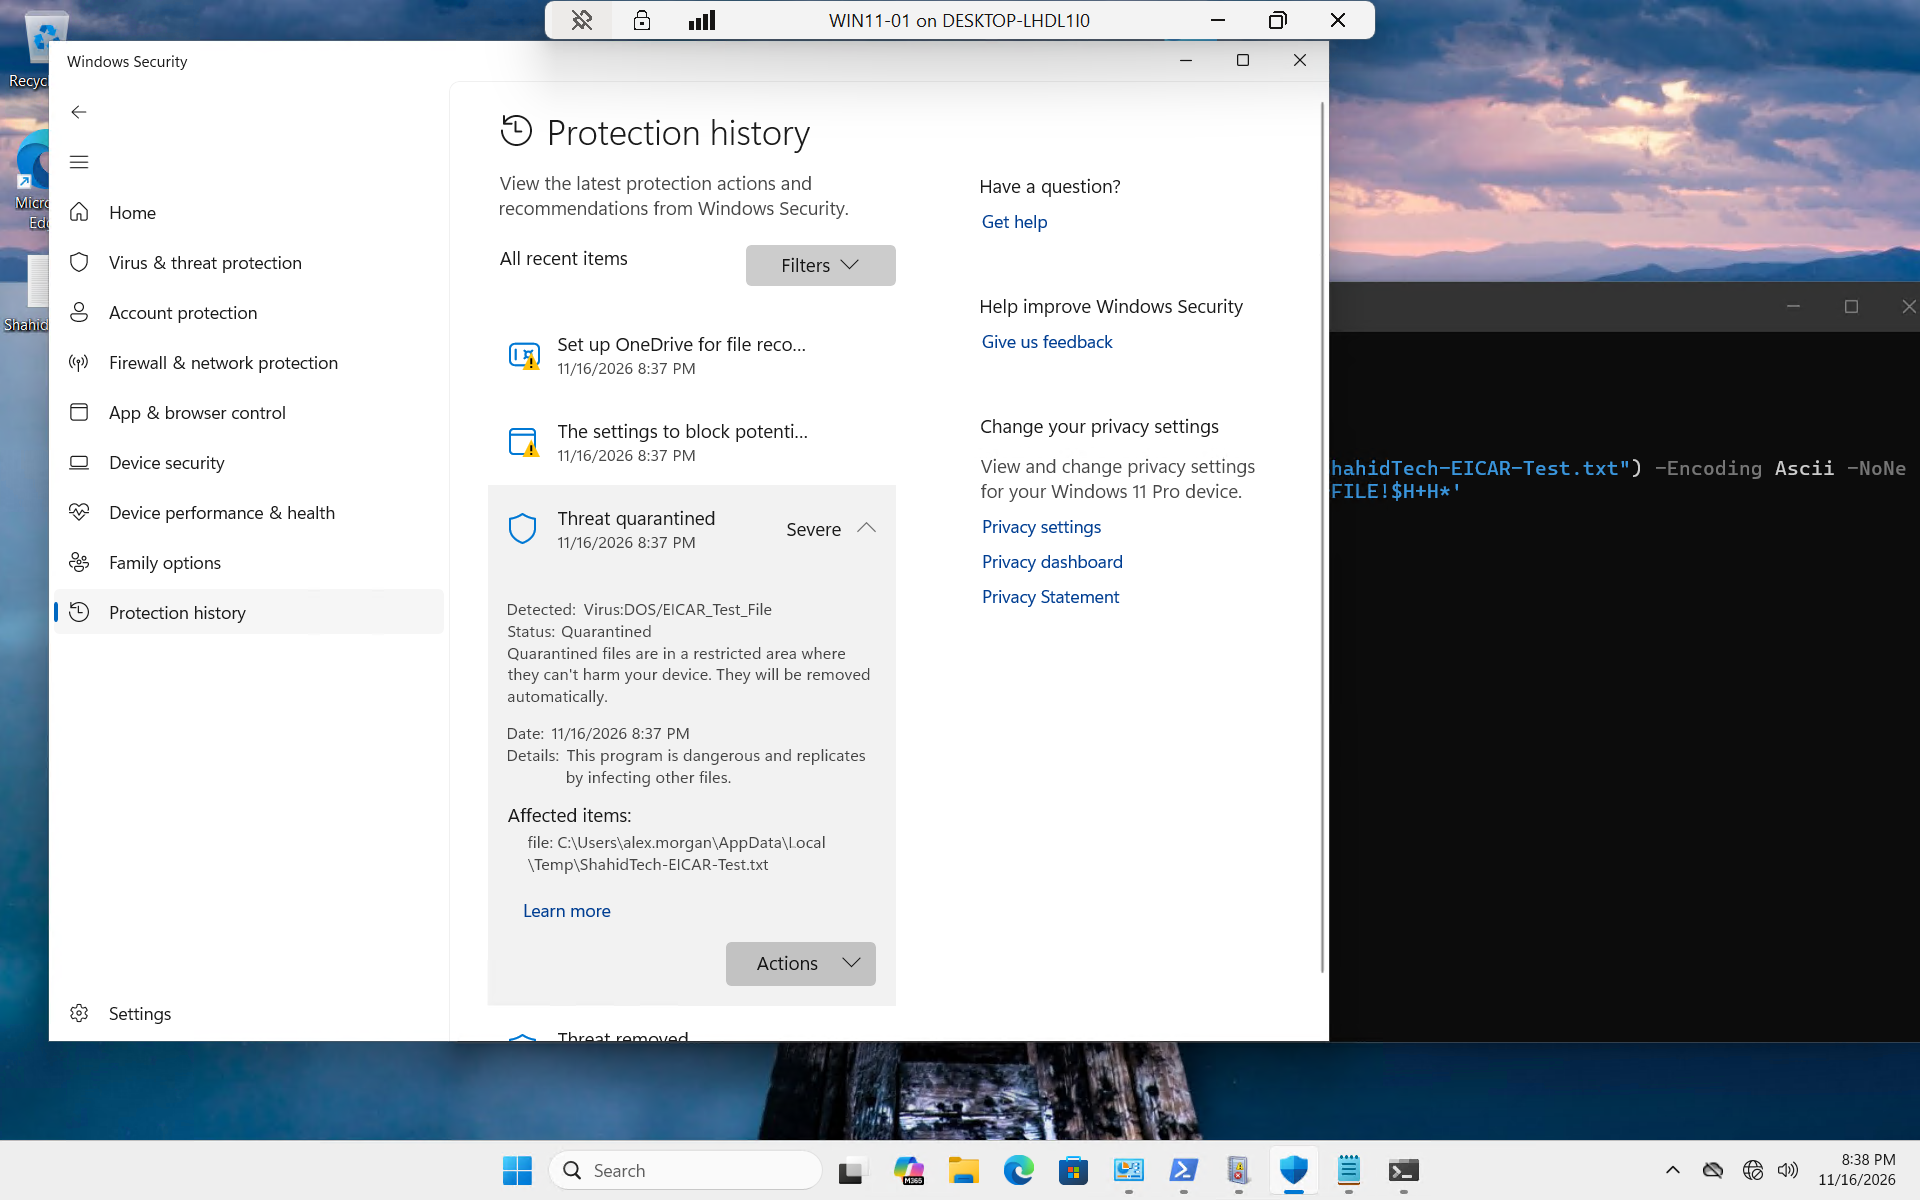 WIN11-01 on DESKTOP-LHDL1I0
Recyc
Micro
Ed
Shahid
Windows Security
Home
Virus & threat protection
Account protection
Firewall & network protection
App & browser control
Device security
Device performance & health
Family options
Protection history
Settings
Protection history
View the latest protection actions and
recommendations from Windows Security.
All recent items
Filters
Set up OneDrive for file reco...
11/16/2026 8:37 PM
The settings to block potenti...
11/16/2026 8:37 PM
Threat quarantined
11/16/2026 8:37 PM
Severe
Detected: Virus:DOS/EICAR_Test_File
Status: Quarantined
Quarantined files are in a restricted area where
they can't harm your device. They will be removed
automatically.
Date: 11/16/2026 8:37 PM
Details: This program is dangerous and replicates
by infecting other files.
Affected items:
file: C:\Users\alex.morgan\AppData\Local
\Temp\ShahidTech-EICAR-Test.txt
Learn more
Actions
Threat removed
Have a question?
Get help
Help improve Windows Security
Give us feedback
Change your privacy settings
View and change privacy settings
for your Windows 11 Pro device.
Privacy settings
Privacy dashboard
Privacy Statement
hahidTech-EICAR-Test.txt") -Encoding Ascii -NoNe
FILE!$H+H*'
Search
M365
8:38 PM
11/16/2026